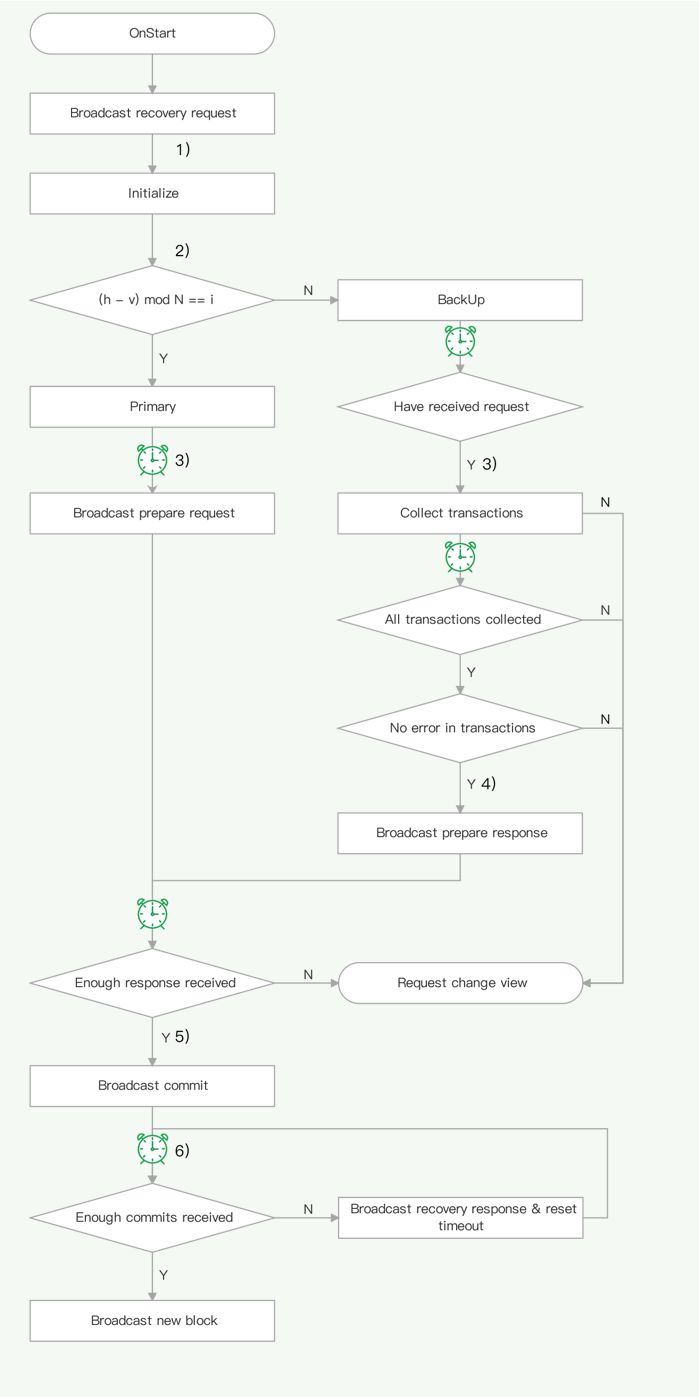 OnStart
Broadcast recovery request
1)
Initialize
2)
(h − v) mod N == i
N
BackUp
Y
Have received request
Primary
3)
Y 3)
Broadcast prepare request
Collect transactions
N
All transactions collected
N
Y
No error in transactions
N
Y 4)
Broadcast prepare response
Enough response received
N
Request change view
Y 5)
Broadcast commit
6)
Enough commits received
N
Broadcast recovery response & reset
timeout
Y
Broadcast new block